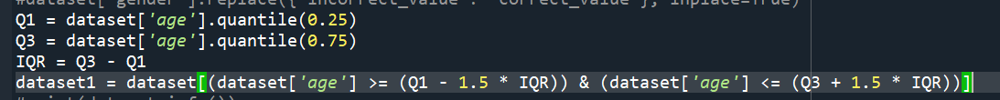 #dataset['gender'].replace({'incorrect_value': 'correct_value'}, inplace=True)
Q1 = dataset['age'].quantile(0.25)
Q3 = dataset['age'].quantile(0.75)
IQR = Q3 - Q1
dataset1 = dataset[(dataset['age'] >= (Q1 - 1.5 * IQR)) & (dataset['age'] <= (Q3 + 1.5 * IQR))]